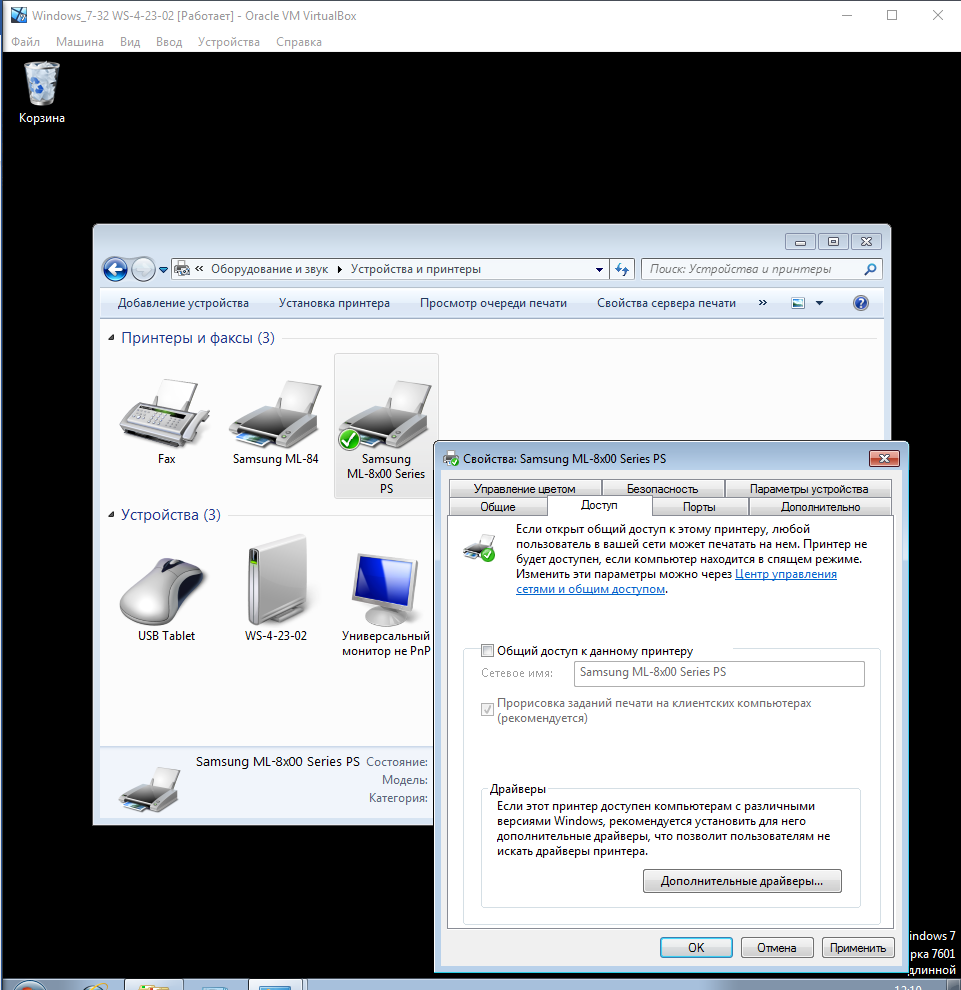 Windows_7-32 WS-4-23-02 [Работает] - Oracle VM VirtualBox
Файл Машина Вид Ввод Устройства Справка
Корзина
« Оборудование и звук Устройства и принтеры
Поиск: Устройства и принтеры
Добавление устройства Установка принтера Просмотр очереди печати Свойства сервера печати »
Принтеры и факсы (3)
Fax
Samsung ML-84
Samsung
ML-8x00 Series
PS
Устройства (3)
USB Tablet
WS-4-23-02
Универсальный
монитор не PnP
Samsung ML-8x00 Series PS Состояние:
Модель:
Категория:
Свойства: Samsung ML-8x00 Series PS
Управление цветом Безопасность Параметры устройства
Общие Доступ Порты Дополнительно
Если открыт общий доступ к этому принтеру, любой
пользователь в вашей сети может печатать на нем. Принтер не
будет доступен, если компьютер находится в спящем режиме.
Изменить эти параметры можно через Центр управления
сетями и общим доступом.
Общий доступ к данному принтеру
Сетевое имя: Samsung ML-8x00 Series PS
Прорисовка заданий печати на клиентских компьютерах
(рекомендуется)
Драйверы
Если этот принтер доступен компьютерам с различными
версиями Windows, рекомендуется установить для него
дополнительные драйверы, что позволит пользователям не
искать драйверы принтера.
Дополнительные драйверы...
OK Отмена Применить
indows 7
рка 7601
длинной